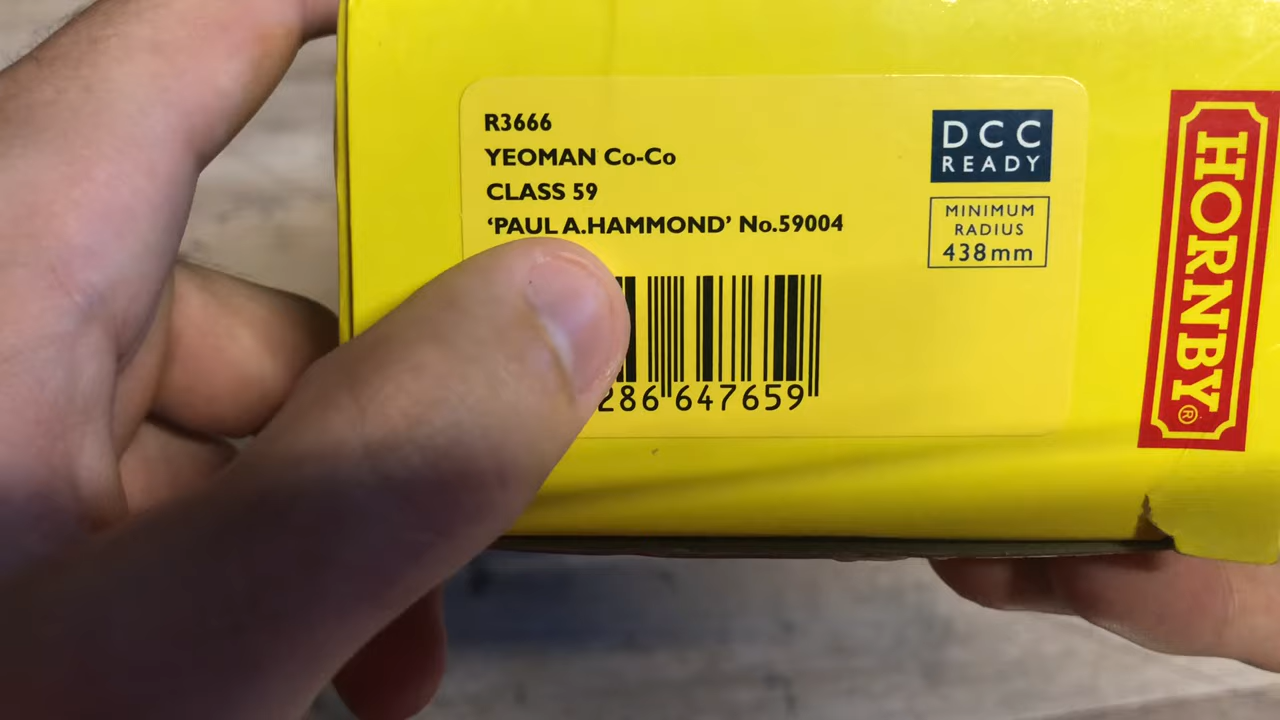 R3666
YEOMAN Co-Co
CLASS 59
‘PAUL A.HAMMOND’ No.59004
286 647659
DCC
READY
MINIMUM
RADIUS
438mm
HORNBY®